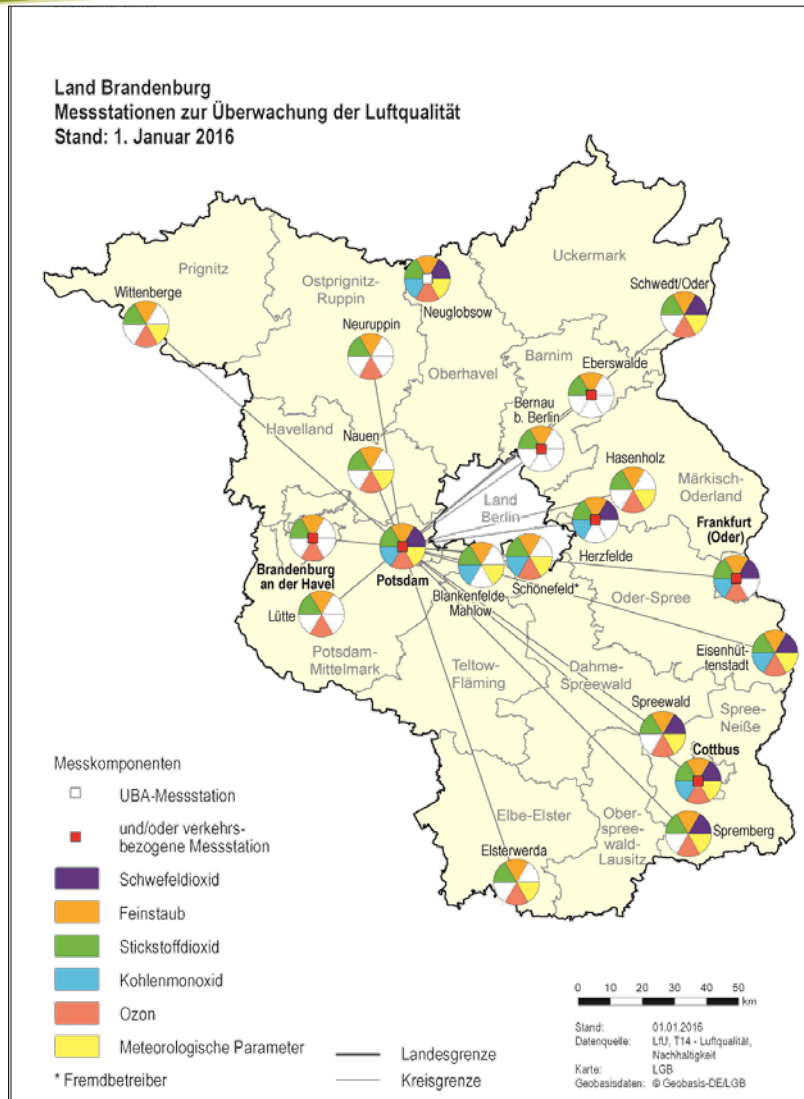 Land Brandenburg
Messstationen zur Überwachung der Luftqualität
Stand: 1. Januar 2016
Uckermark
Prignitz
Ostprignitz-
Ruppin
Schwedt/Oder
Wittenberge
Neuglobsow
Neuruppin
Barnim
Eberswalde
Oberhavel
Bernau
b. Berlin
Havelland
Nauen
Hasenholz
Märkisch-
Oderland
Land
Berlin
Frankfurt
(Oder)
Herzfelde
Brandenburg
an der Havel
Potsdam
Blankenfelde
Mahlow
Schönefeld*
Oder-Spree
Lütte
Potsdam-
Mittelmark
Teltow-
Fläming
Dahme-
Spreewald
Eisenhüt-
tenstadt
Spreewald
Spree-
Neiße
Cottbus
Elbe-Elster
Ober-
spree-
wald-
Lausitz
Spremberg
Elsterwerda
Messkomponenten
UBA-Messstation
und/oder verkehrs-
bezogene Messstation
Schwefeldioxid
Feinstaub
Stickstoffdioxid
Kohlenmonoxid
Ozon
Meteorologische Parameter
* Fremdbetreiber
Landesgrenze
Kreisgrenze
0 10 20 30 40 50
km
Stand: 01.01.2016
Datenquelle: LfU, T14 - Luftqualität,
Nachhaltigkeit
Karte: LGB
Geobasisdaten: © Geobasis-DE/LGB